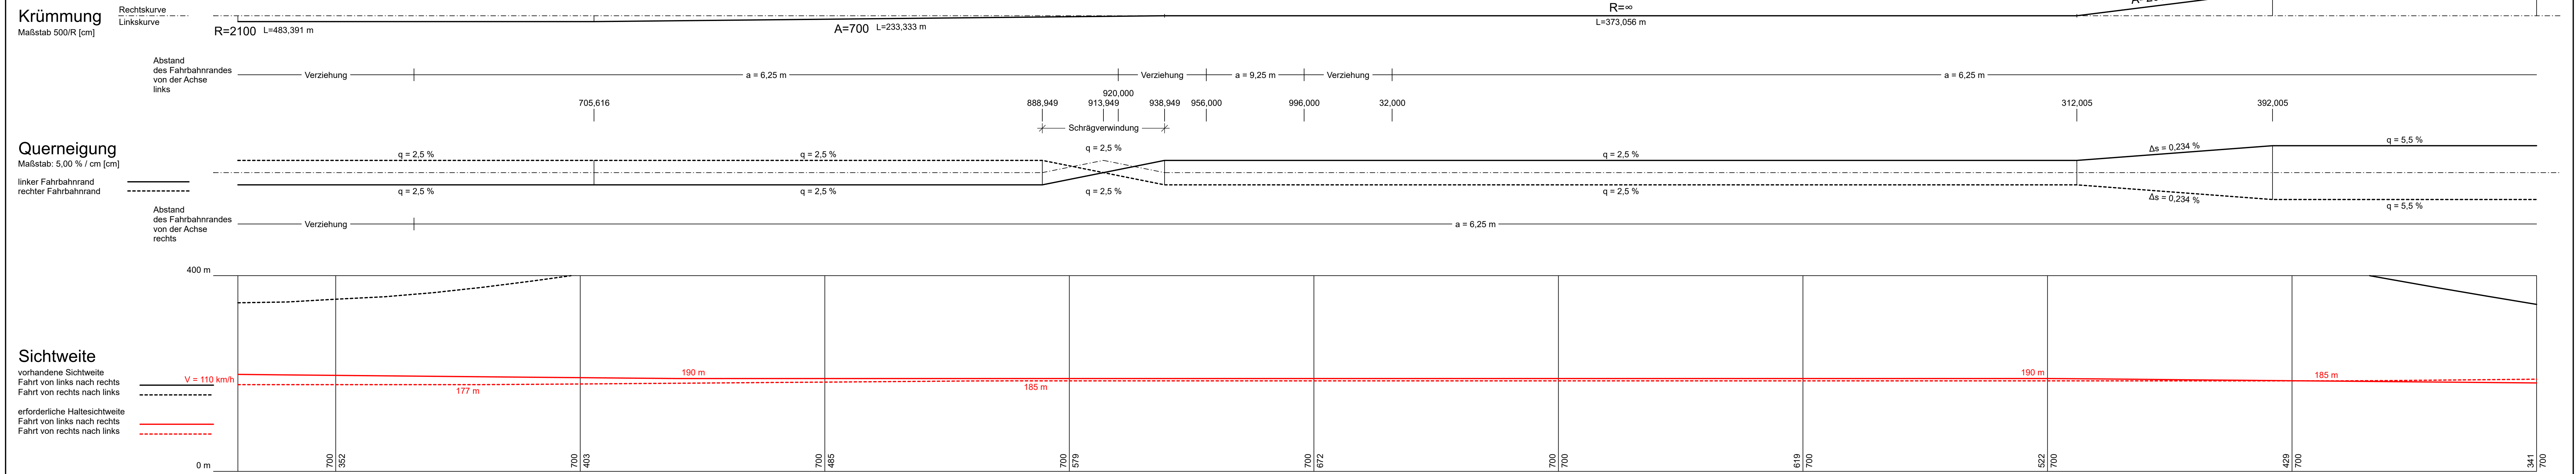 Krümmung
Maßstab 500/R [cm]
Rechtskurve
Linkskurve
R=2100 L=483,391 m
A=700 L=233,333 m
R=∞
L=373,056 m
Abstand
des Fahrbahnrandes
von der Achse
links
Verziehung
a = 6,25 m
Verziehung
a = 9,25 m
Verziehung
a = 6,25 m
705,616
888,949
913,949
920,000
938,949
956,000
996,000
32,000
312,005
392,005
Schrägverwindung
Querneigung
Maßstab: 5,00 % / cm [cm]
linker Fahrbahnrand
rechter Fahrbahnrand
q = 2,5 %
q = 2,5 %
q = 2,5 %
q = 2,5 %
Δs = 0,234 %
q = 5,5 %
q = 2,5 %
q = 2,5 %
q = 2,5 %
q = 2,5 %
Δs = 0,234 %
q = 5,5 %
Abstand
des Fahrbahnrandes
von der Achse
rechts
Verziehung
a = 6,25 m
400 m
Sichtweite
vorhandene Sichtweite
Fahrt von links nach rechts
Fahrt von rechts nach links
erforderliche Haltesichtweite
Fahrt von links nach rechts
Fahrt von rechts nach links
V = 110 km/h
177 m
190 m
185 m
190 m
185 m
0 m
700
352
700
403
700
485
700
579
700
672
700
700
619
700
522
700
429
700
341
700